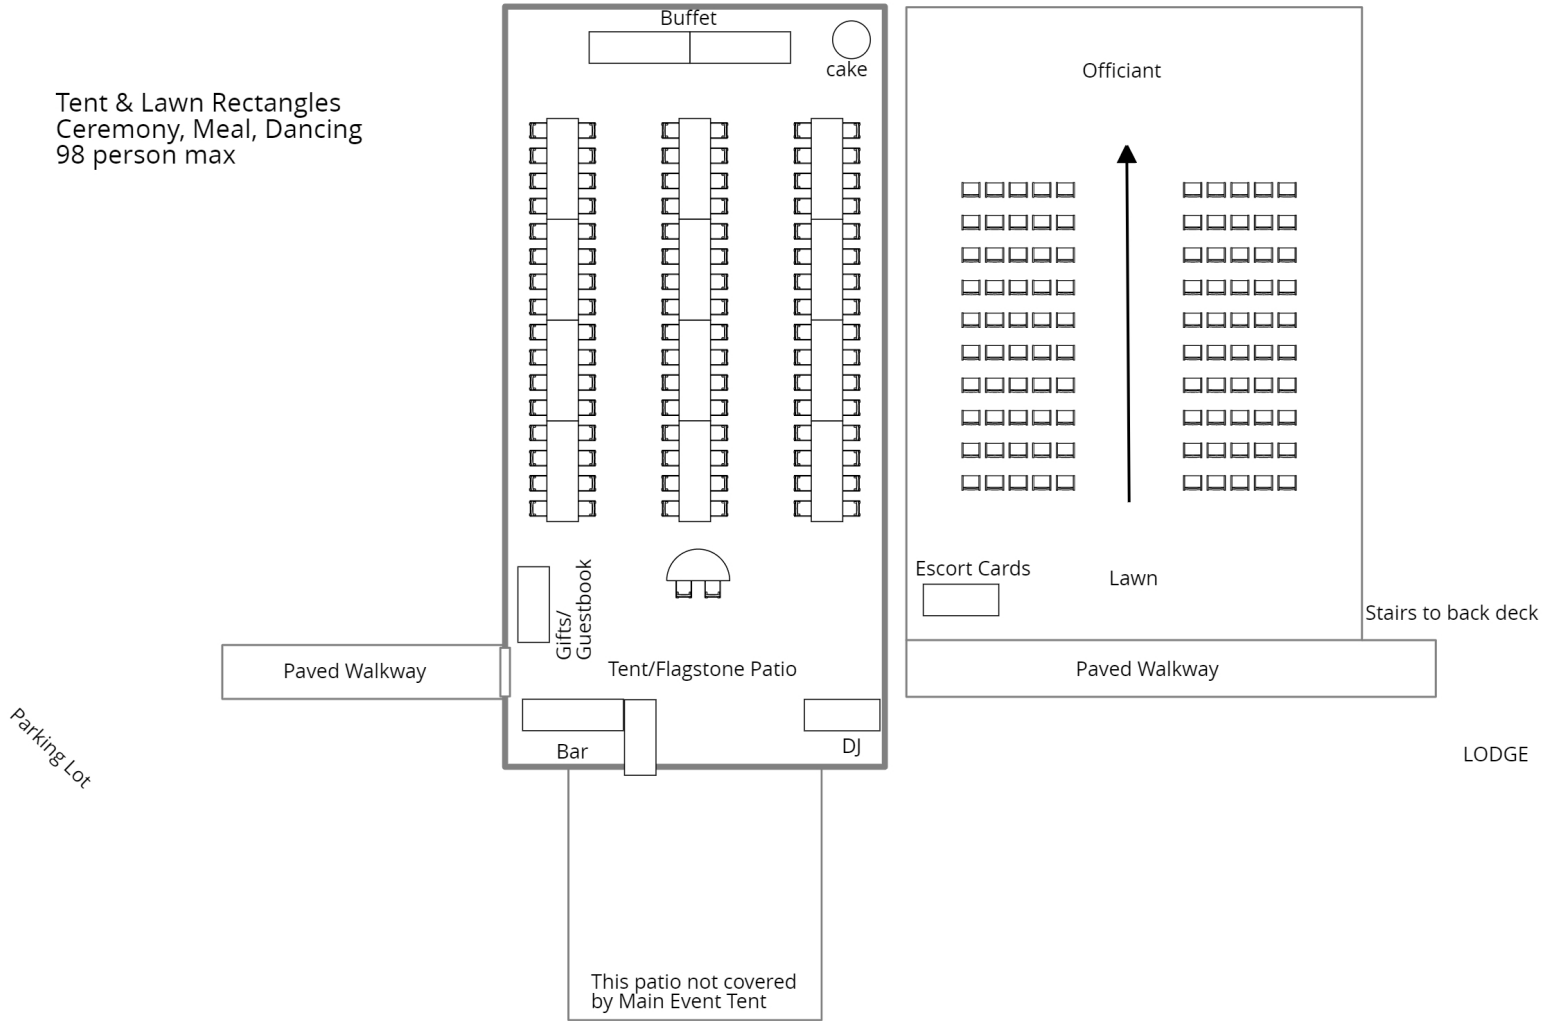 Tent & Lawn Rectangles
Ceremony, Meal, Dancing
98 person max
Buffet
cake
Officiant
Gifts/
Guestbook
Escort Cards
Lawn
Stairs to back deck
Paved Walkway
Tent/Flagstone Patio
Paved Walkway
Parking Lot
Bar
DJ
LODGE
This patio not covered
by Main Event Tent